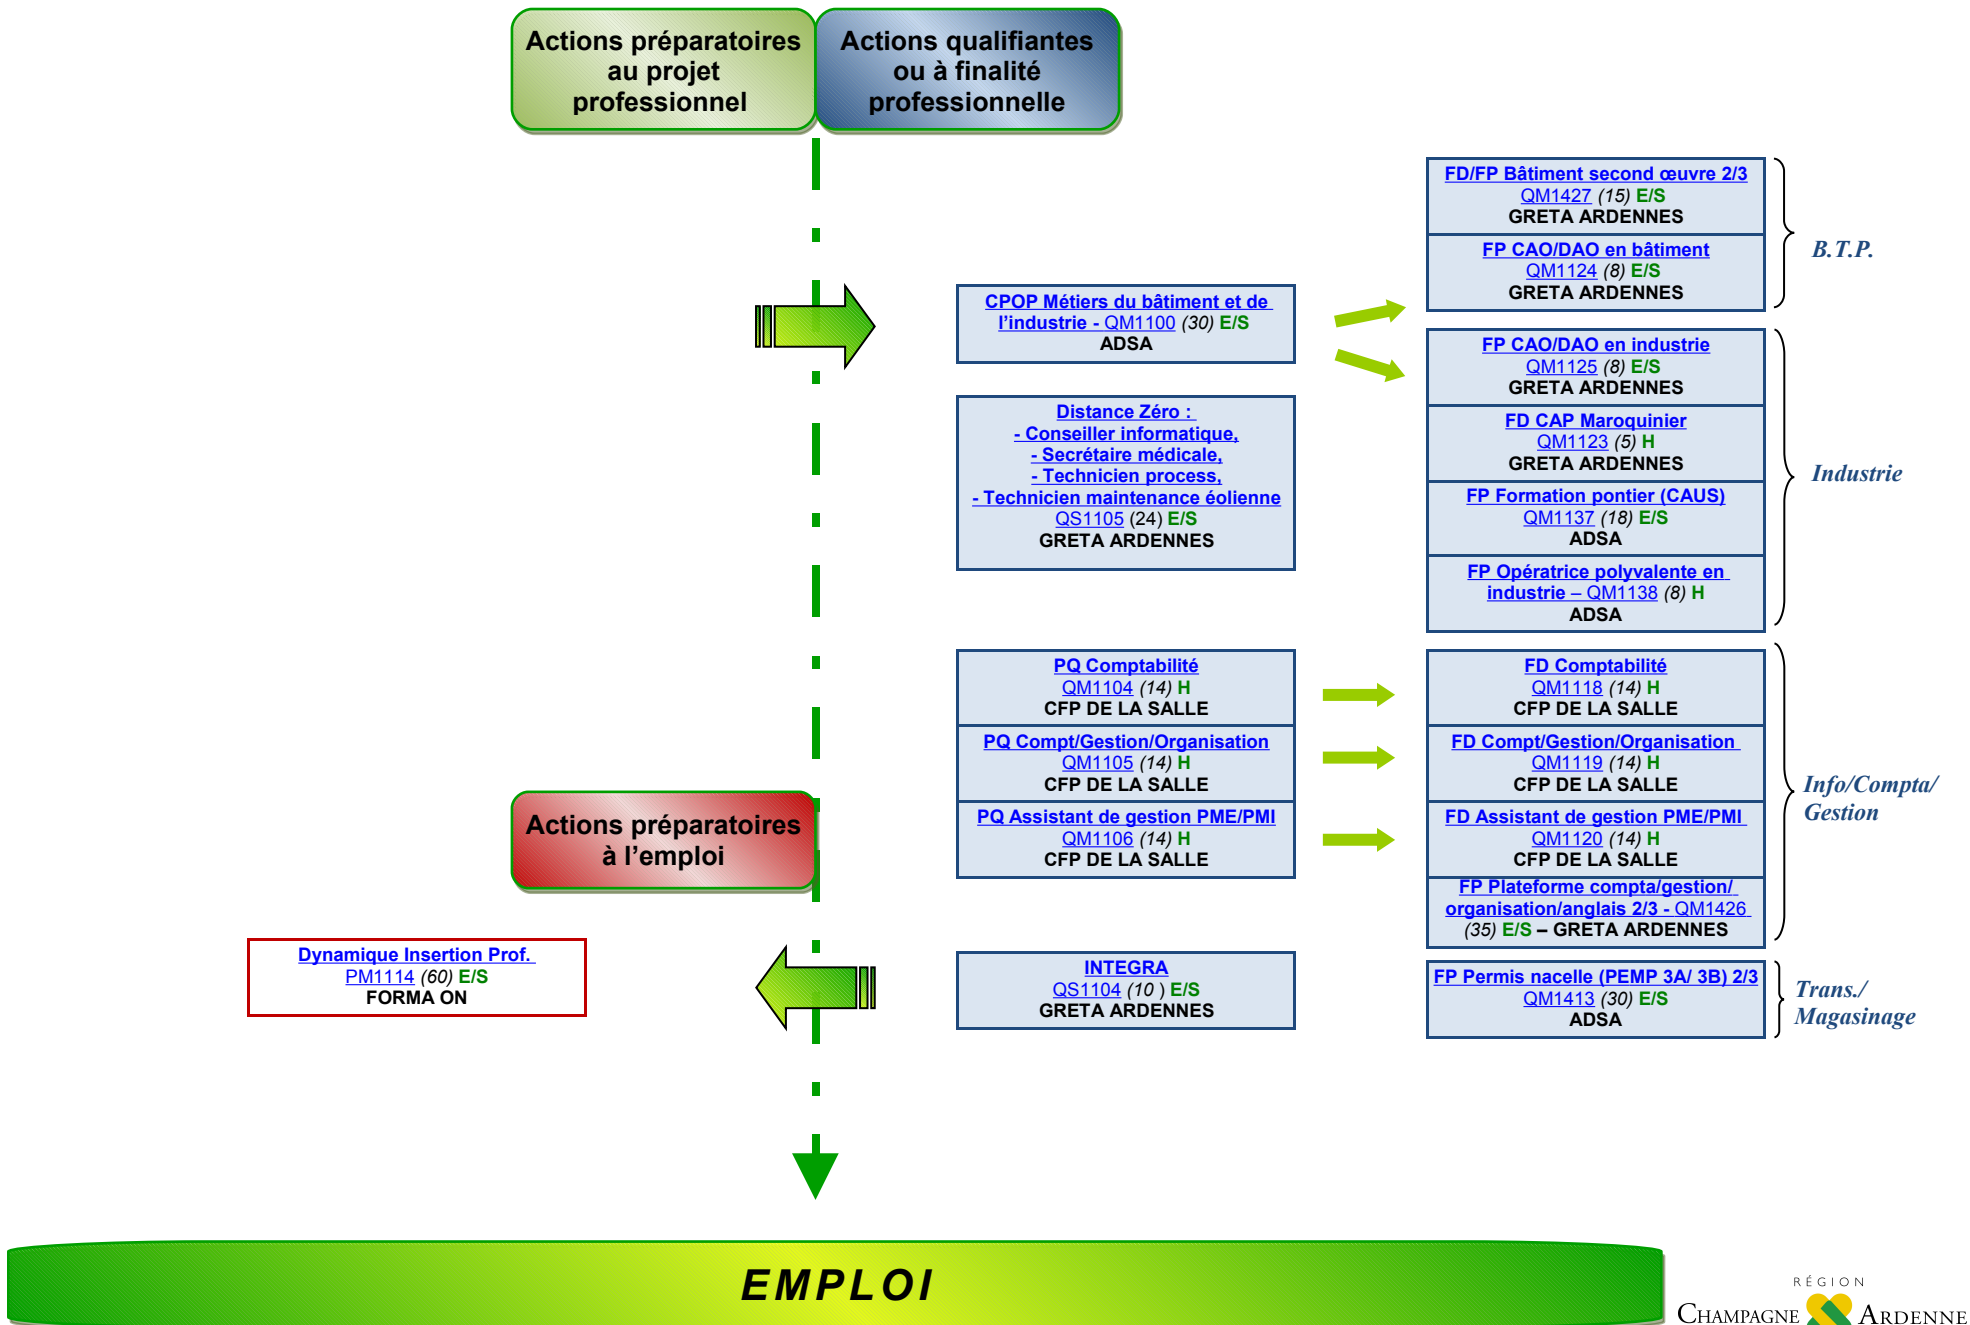 Actions préparatoires
au projet
professionnel
Actions qualifiantes
ou à finalité
professionnelle
CPOP Métiers du bâtiment et de
l'industrie - QM1100 (30) E/S
ADSA
Distance Zéro :
- Conseiller informatique,
- Secrétaire médicale,
- Technicien process,
- Technicien maintenance éolienne
QS1105 (24) E/S
GRETA ARDENNES
FD/FP Bâtiment second œuvre 2/3
QM1427 (15) E/S
GRETA ARDENNES
FP CAO/DAO en bâtiment
QM1124 (8) E/S
GRETA ARDENNES
B.T.P.
FP CAO/DAO en industrie
QM1125 (8) E/S
GRETA ARDENNES
FD CAP Maroquinier
QM1123 (5) H
GRETA ARDENNES
FP Formation pontier (CAUS)
QM1137 (18) E/S
ADSA
FP Opératrice polyvalente en
industrie – QM1138 (8) H
ADSA
Industrie
PQ Comptabilité
QM1104 (14) H
CFP DE LA SALLE
PQ Compt/Gestion/Organisation
QM1105 (14) H
CFP DE LA SALLE
PQ Assistant de gestion PME/PMI
QM1106 (14) H
CFP DE LA SALLE
FD Comptabilité
QM1118 (14) H
CFP DE LA SALLE
FD Compt/Gestion/Organisation
QM1119 (14) H
CFP DE LA SALLE
FD Assistant de gestion PME/PMI
QM1120 (14) H
CFP DE LA SALLE
FP Plateforme compta/gestion/
organisation/anglais 2/3 - QM1426
(35) E/S – GRETA ARDENNES
Info/Compta/
Gestion
Actions préparatoires
à l'emploi
Dynamique Insertion Prof.
PM1114 (60) E/S
FORMA ON
INTEGRA
QS1104 (10 ) E/S
GRETA ARDENNES
FP Permis nacelle (PEMP 3A/ 3B) 2/3
QM1413 (30) E/S
ADSA
Trans./
Magasinage
EMPLOI
RÉGION
CHAMPAGNE ARDENNE